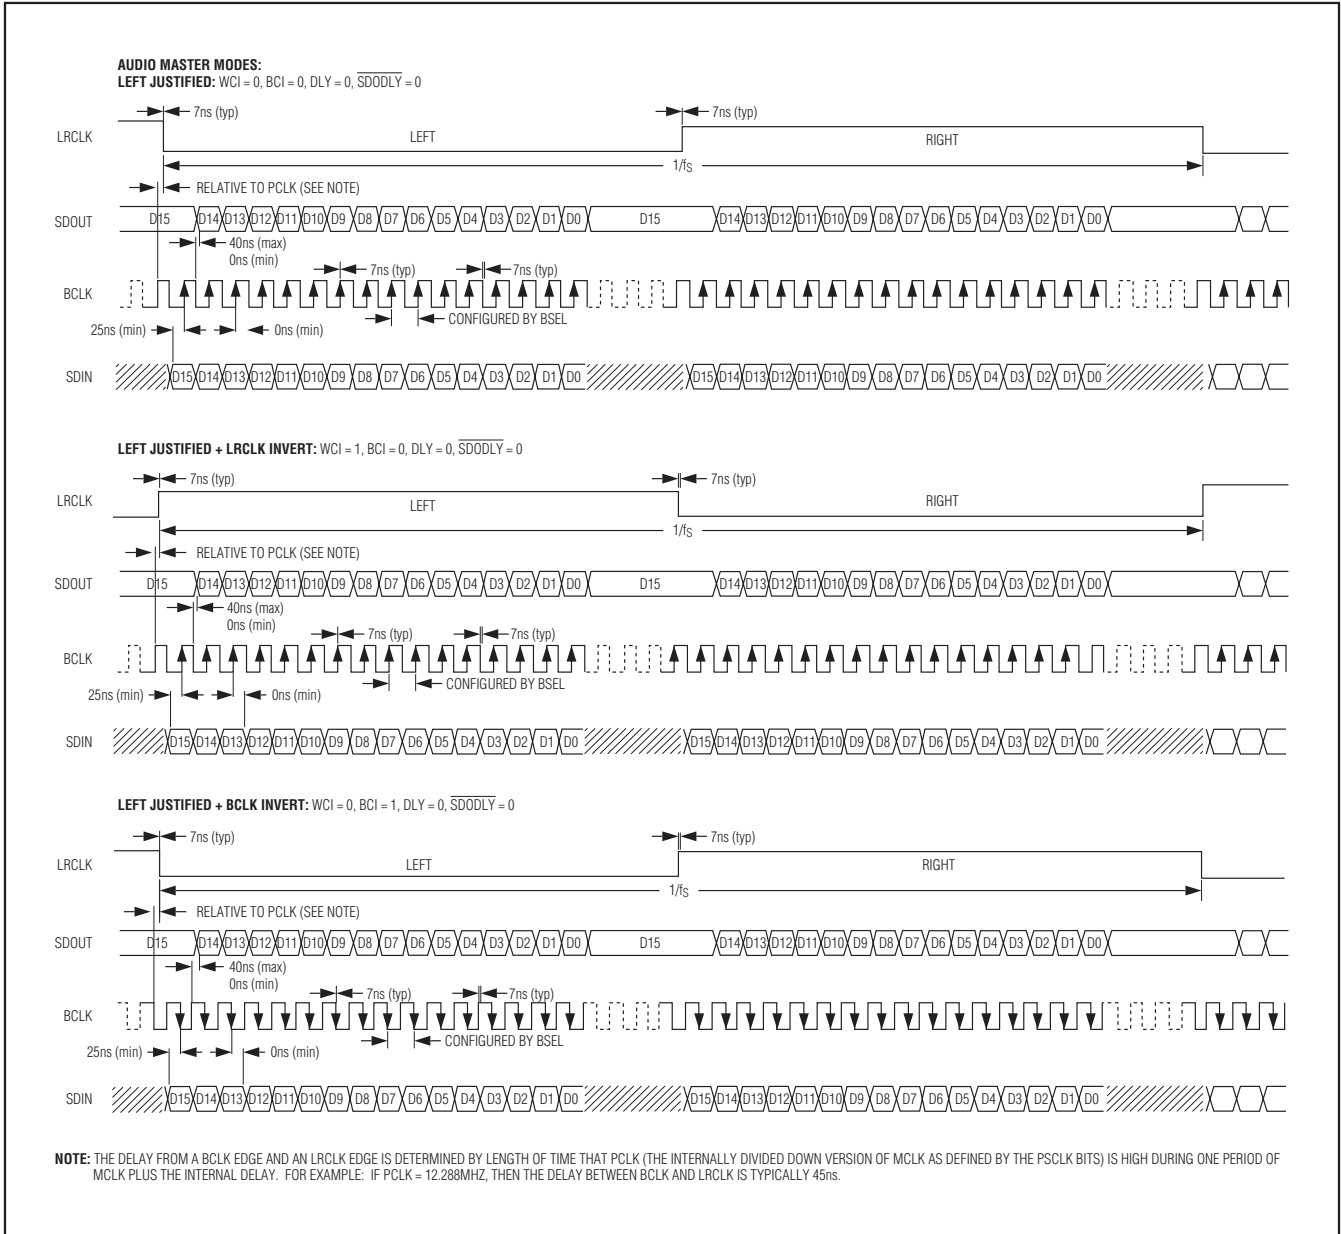 AUDIO MASTER MODES:
LEFT JUSTIFIED: WCI = 0, BCI = 0, DLY = 0, SDODLY = 0
7ns (typ) 7ns (typ)
LRCLK LEFT RIGHT
1/fS
RELATIVE TO PCLK (SEE NOTE)
SDOUT D15 D14 D13 D12 D11 D10 D9 D8 D7 D6 D5 D4 D3 D2 D1 D0 D15 D14 D13 D12 D11 D10 D9 D8 D7 D6 D5 D4 D3 D2 D1 D0
40ns (max)
0ns (min)
7ns (typ) 7ns (typ)
BCLK
CONFIGURED BY BSEL
25ns (min) 0ns (min)
SDIN D15 D14 D13 D12 D11 D10 D9 D8 D7 D6 D5 D4 D3 D2 D1 D0 D15 D14 D13 D12 D11 D10 D9 D8 D7 D6 D5 D4 D3 D2 D1 D0
LEFT JUSTIFIED + LRCLK INVERT: WCI = 1, BCI = 0, DLY = 0, SDODLY = 0
7ns (typ) 7ns (typ)
LRCLK LEFT RIGHT
1/fS
RELATIVE TO PCLK (SEE NOTE)
SDOUT D15 D14 D13 D12 D11 D10 D9 D8 D7 D6 D5 D4 D3 D2 D1 D0 D15 D14 D13 D12 D11 D10 D9 D8 D7 D6 D5 D4 D3 D2 D1 D0
40ns (max)
0ns (min)
7ns (typ) 7ns (typ)
BCLK
CONFIGURED BY BSEL
25ns (min) 0ns (min)
SDIN D15 D14 D13 D12 D11 D10 D9 D8 D7 D6 D5 D4 D3 D2 D1 D0 D15 D14 D13 D12 D11 D10 D9 D8 D7 D6 D5 D4 D3 D2 D1 D0
LEFT JUSTIFIED + BCLK INVERT: WCI = 0, BCI = 1, DLY = 0, SDODLY = 0
7ns (typ) 7ns (typ)
LRCLK LEFT RIGHT
1/fS
RELATIVE TO PCLK (SEE NOTE)
SDOUT D15 D14 D13 D12 D11 D10 D9 D8 D7 D6 D5 D4 D3 D2 D1 D0 D15 D14 D13 D12 D11 D10 D9 D8 D7 D6 D5 D4 D3 D2 D1 D0
40ns (max)
0ns (min)
7ns (typ) 7ns (typ)
BCLK
CONFIGURED BY BSEL
25ns (min) 0ns (min)
SDIN D15 D14 D13 D12 D11 D10 D9 D8 D7 D6 D5 D4 D3 D2 D1 D0 D15 D14 D13 D12 D11 D10 D9 D8 D7 D6 D5 D4 D3 D2 D1 D0
NOTE: THE DELAY FROM A BCLK EDGE AND AN LRCLK EDGE IS DETERMINED BY LENGTH OF TIME THAT PCLK (THE INTERNALLY DIVIDED DOWN VERSION OF MCLK AS DEFINED BY THE PSCLK BITS) IS HIGH DURING ONE PERIOD OF
MCLK PLUS THE INTERNAL DELAY. FOR EXAMPLE: IF PCLK = 12.288MHZ, THEN THE DELAY BETWEEN BCLK AND LRCLK IS TYPICALLY 45ns.